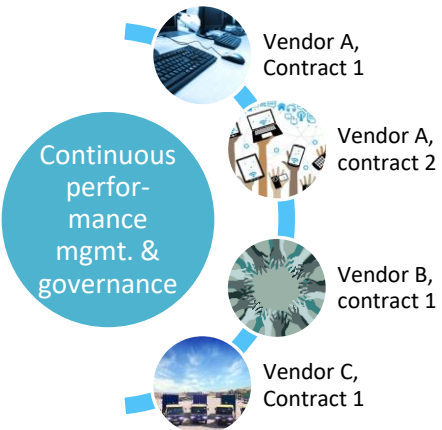 Vendor A,
Contract 1
Vendor A,
contract 2
Continuous
perfor-
mance
mgmt. &
governance
Vendor B,
contract 1
Vendor C,
Contract 1